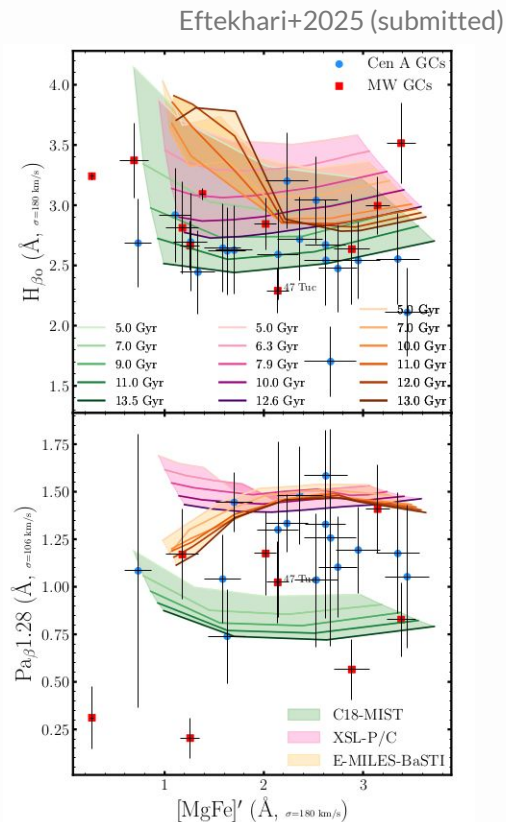 Eftekhari+2025 (submitted)
Cen A GCs
MW GCs
4.0
3.5
3.0
2.5
2.0
1.5
Hβo (Å, σ=180 km/s)
47 Tuc
5.0 Gyr
7.0 Gyr
9.0 Gyr
11.0 Gyr
13.5 Gyr
5.0 Gyr
6.3 Gyr
7.9 Gyr
10.0 Gyr
12.6 Gyr
5.0 Gyr
7.0 Gyr
10.0 Gyr
11.0 Gyr
12.0 Gyr
13.0 Gyr
1.75
1.50
1.25
1.00
0.75
0.50
0.25
Paβ1.28 (Å, σ=106 km/s)
47 Tuc
C18-MIST
XSL-P/C
E-MILES-BaSTI
1 2 3
[MgFe]′ (Å, σ=180 km/s)